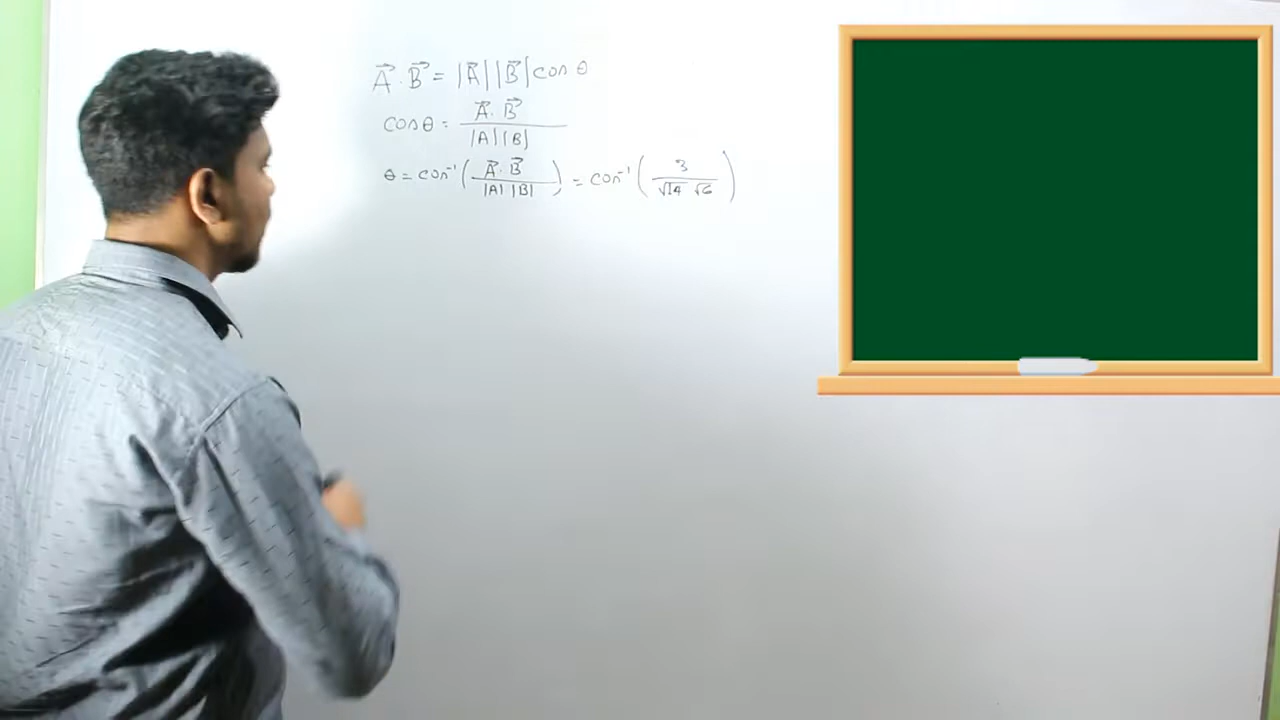 A⃗ . B⃗ = |A⃗| |B⃗| cos θ
cos θ = A⃗ . B⃗ / |A| |B|
θ = cos⁻¹ ( A⃗ . B⃗ / |A| |B| ) = cos⁻¹ ( 3 / √14 √6 )